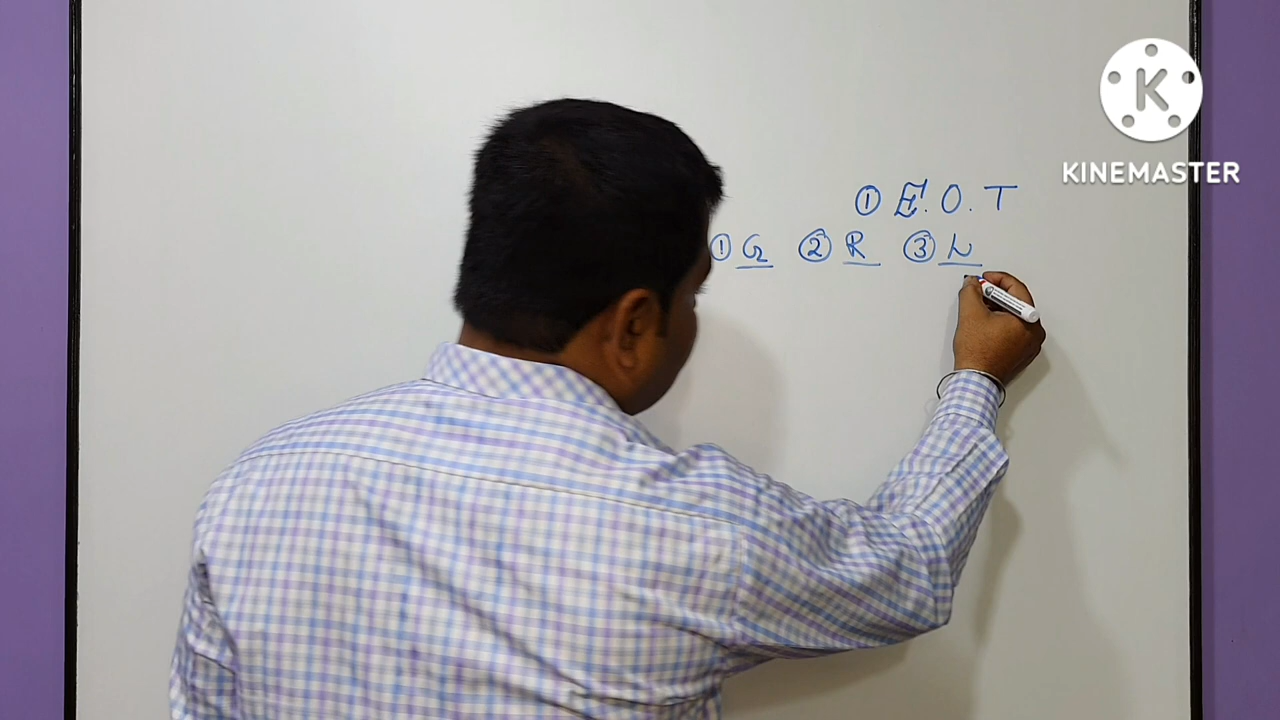 ① E.O.T
① G ② R ③ L
K
KINEMASTER